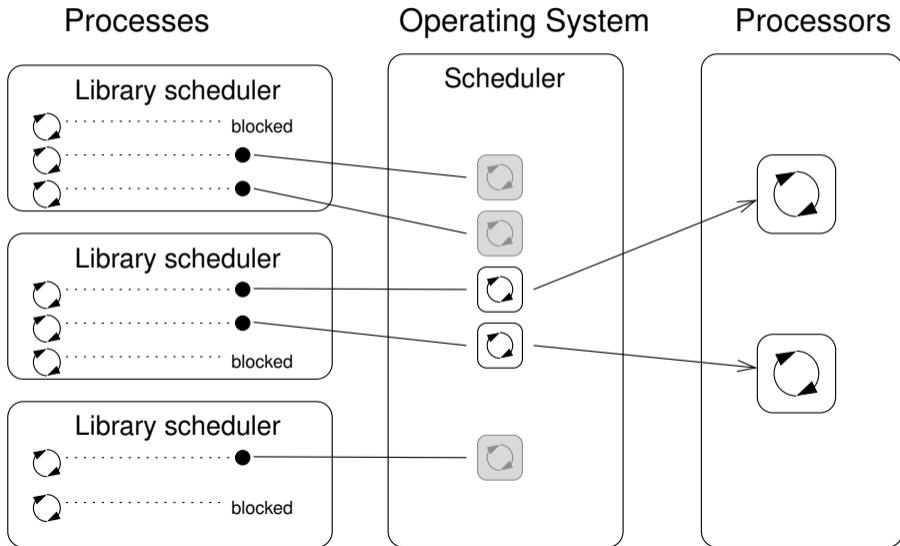 Processes
Operating System
Processors
Library scheduler
blocked
Library scheduler
blocked
Library scheduler
blocked
Scheduler